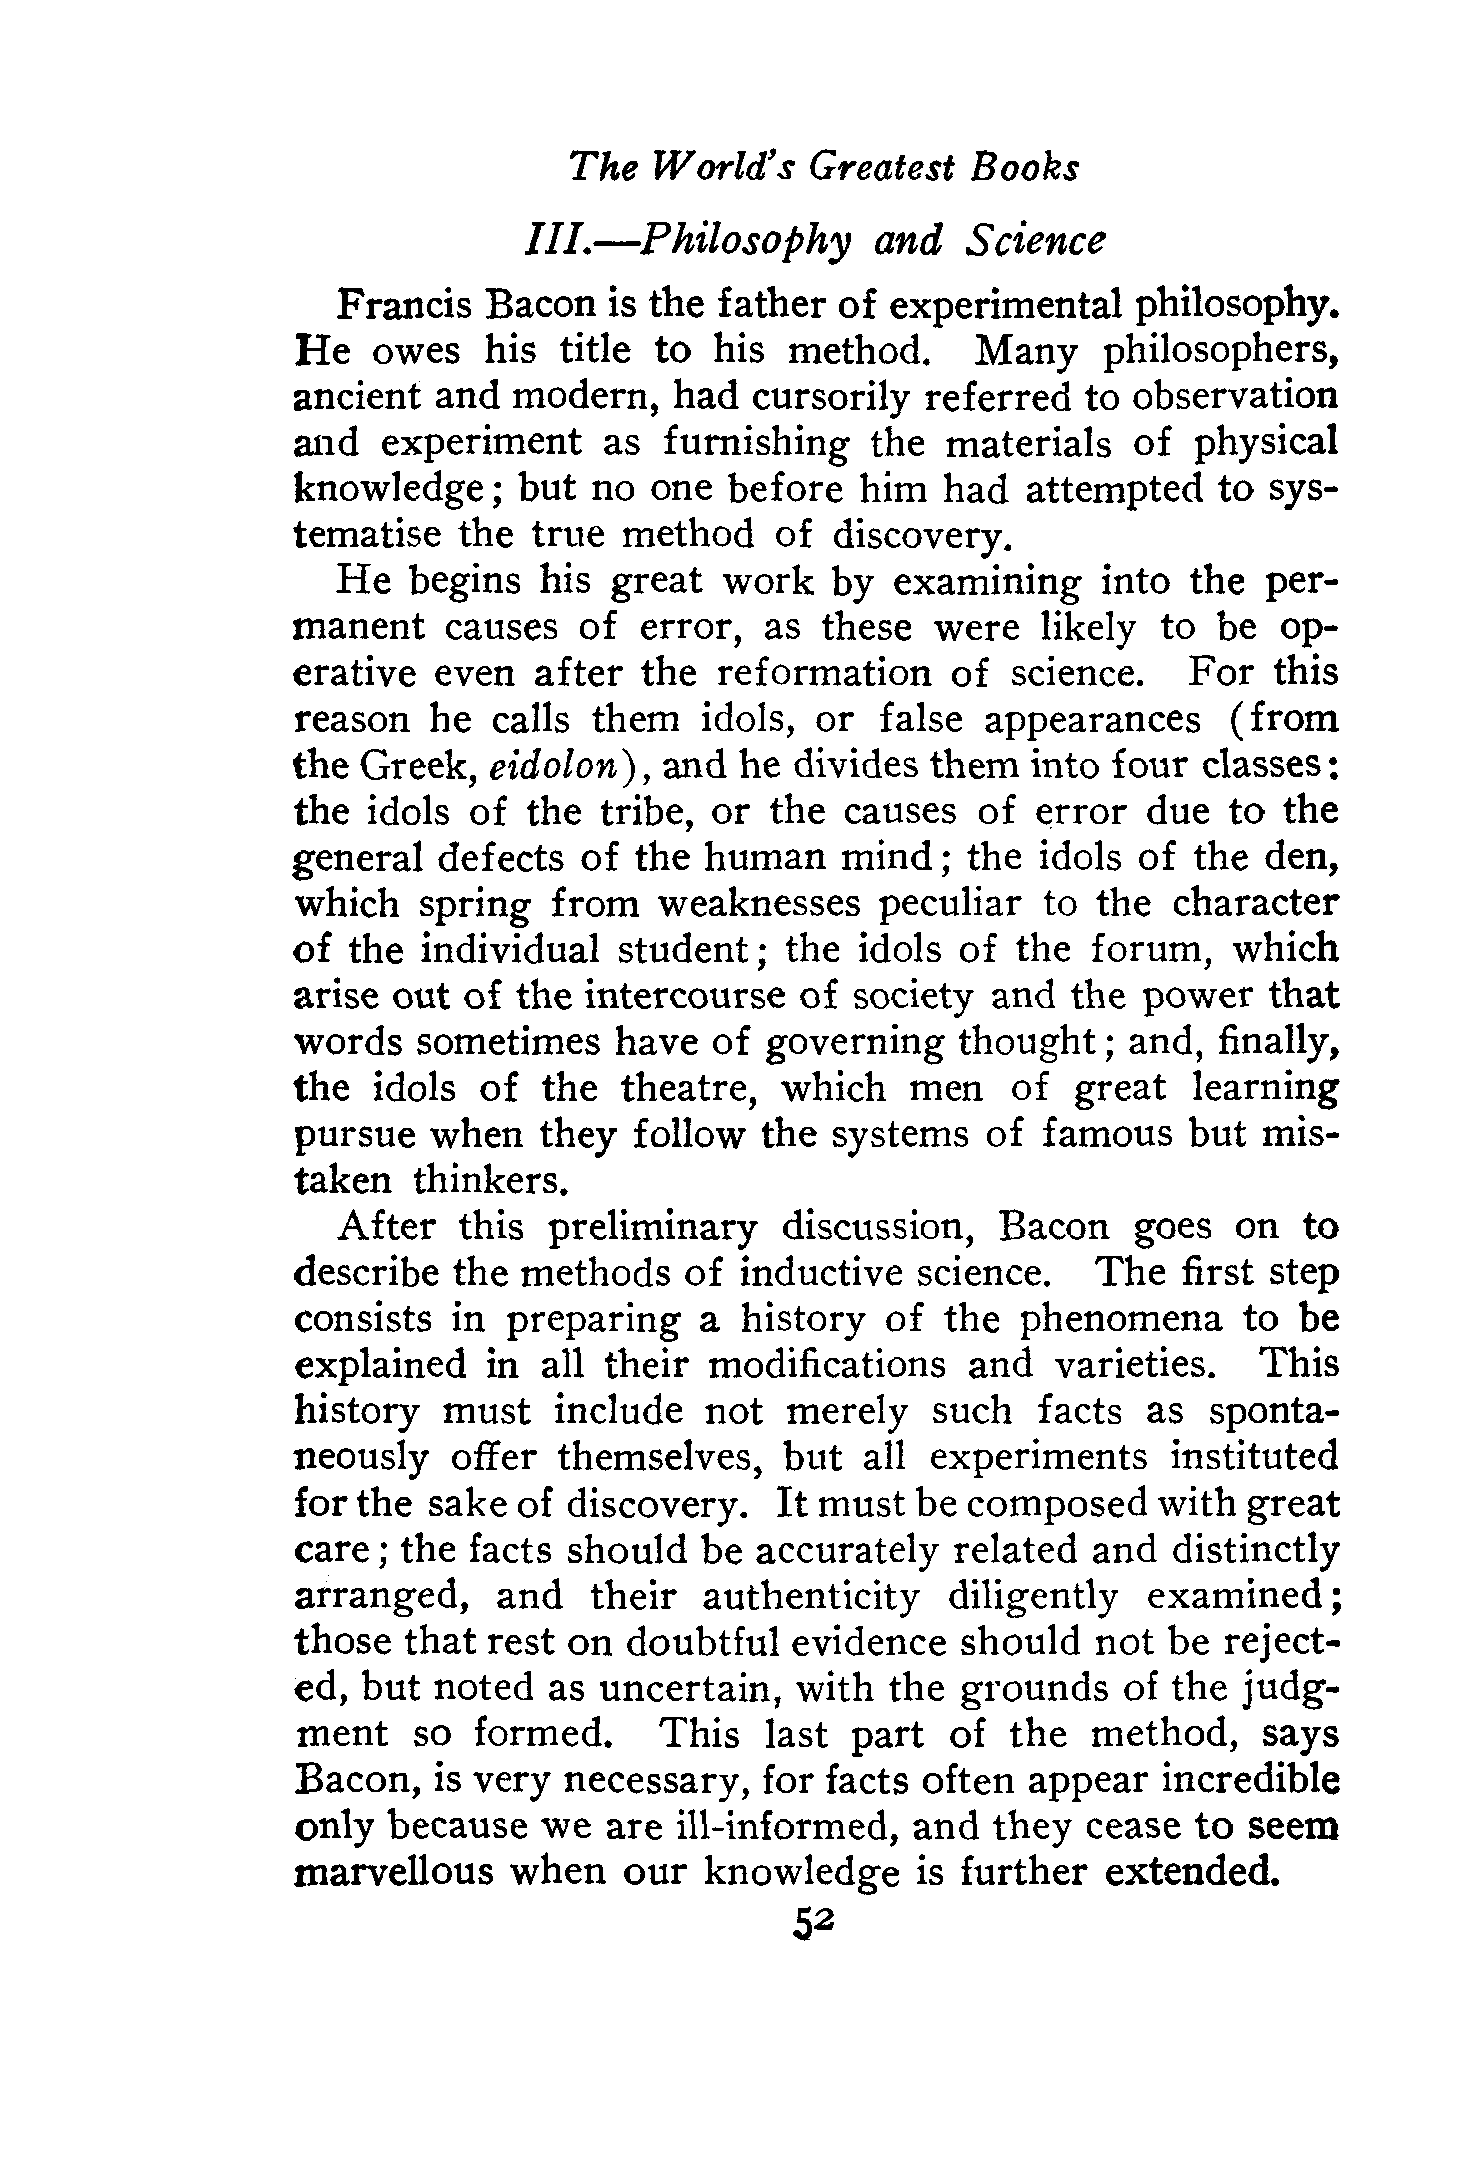 The World's Greatest Books
III.—Philosophy and Science
Francis Bacon is the father of experimental philosophy.
He owes his title to his method. Many philosophers,
ancient and modern, had cursorily referred to observation
and experiment as furnishing the materials of physical
knowledge; but no one before him had attempted to sys-
tematise the true method of discovery.
He begins his great work by examining into the per-
manent causes of error, as these were likely to be op-
erative even after the reformation of science. For this
reason he calls them idols, or false appearances (from
the Greek, eidolon), and he divides them into four classes:
the idols of the tribe, or the causes of error due to the
general defects of the human mind; the idols of the den,
which spring from weaknesses peculiar to the character
of the individual student; the idols of the forum, which
arise out of the intercourse of society and the power that
words sometimes have of governing thought; and, finally,
the idols of the theatre, which men of great learning
pursue when they follow the systems of famous but mis-
taken thinkers.
After this preliminary discussion, Bacon goes on to
describe the methods of inductive science. The first step
consists in preparing a history of the phenomena to be
explained in all their modifications and varieties. This
history must include not merely such facts as sponta-
neously offer themselves, but all experiments instituted
for the sake of discovery. It must be composed with great
care; the facts should be accurately related and distinctly
arranged, and their authenticity diligently examined;
those that rest on doubtful evidence should not be reject-
ed, but noted as uncertain, with the grounds of the judg-
ment so formed. This last part of the method, says
Bacon, is very necessary, for facts often appear incredible
only because we are ill-informed, and they cease to seem
marvellous when our knowledge is further extended.
52